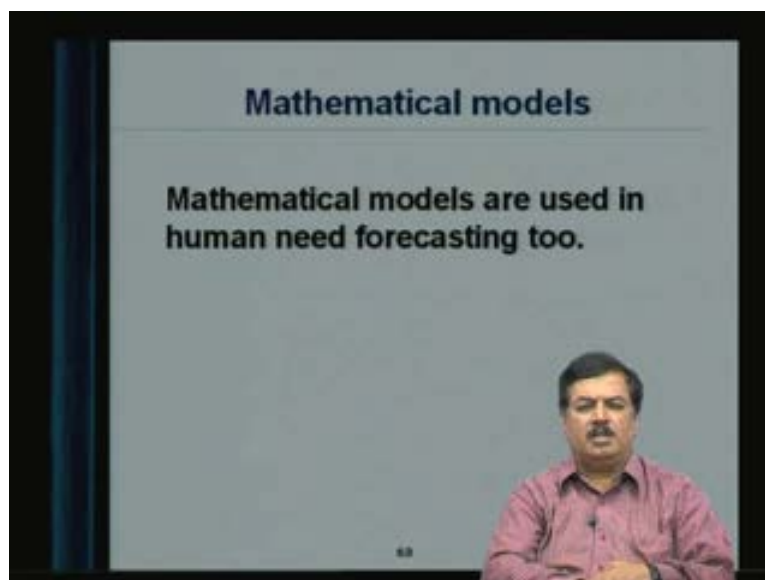 Mathematical models
Mathematical models are used in
human need forecasting too.